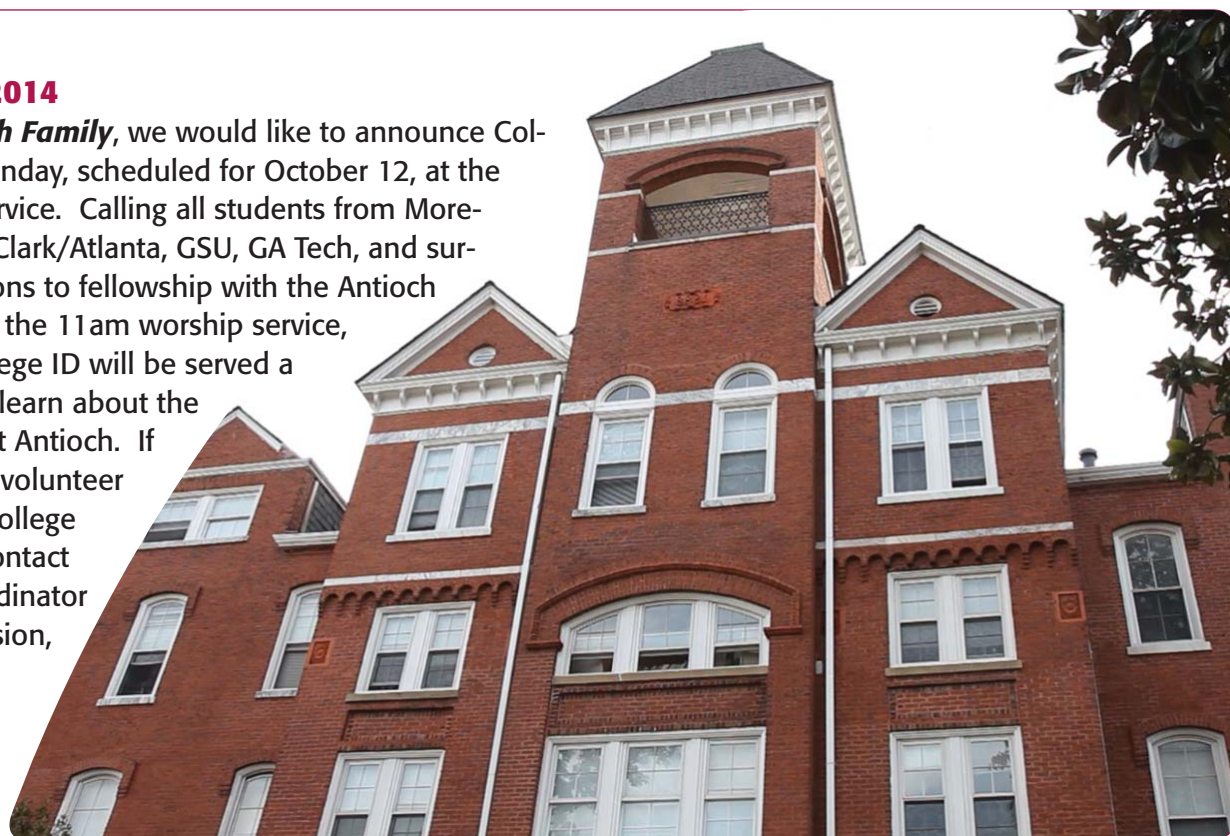 2014
h Family, we would like to announce Col-
nday, scheduled for October 12, at the
rvice. Calling all students from More-
Clark/Atlanta, GSU, GA Tech, and sur-
ons to fellowship with the Antioch
the 11am worship service,
ege ID will be served a
learn about the
t Antioch. If
volunteer
ollege
ontact
dinator
sion,